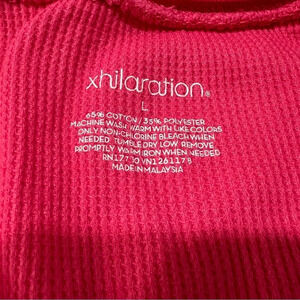 xhilaration®
L
65% COTTON / 35% POLYESTER
MACHINE WASH WARM WITH LIKE COLORS
ONLY NON-CHLORINE BLEACH WHEN
NEEDED TUMBLE DRY LOW REMOVE
PROMPTLY WARM IRON WHEN NEEDED
RN17730 VN1261178
MADE IN MALAYSIA